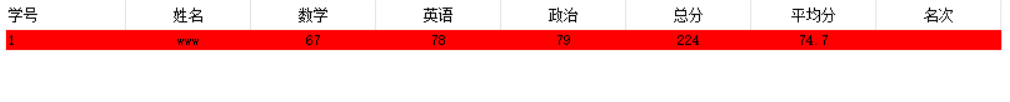 学号 姓名 数学 英语 政治 总分 平均分 名次
1 www 67 78 79 224 74.7